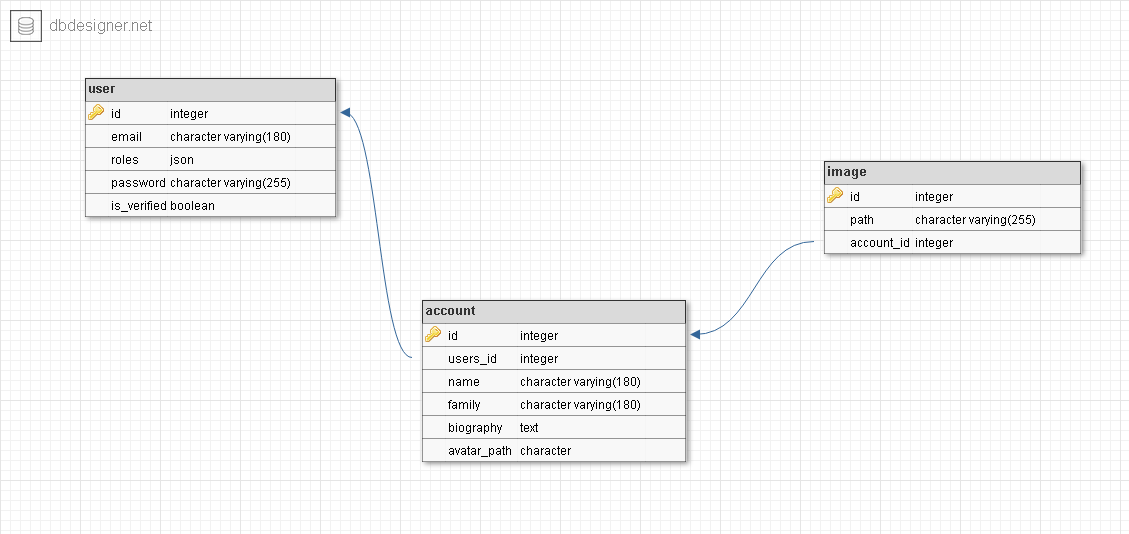 dbdesigner.net
user
id integer
email character varying(180)
roles json
password character varying(255)
is_verified boolean
image
id integer
path character varying(255)
account_id integer
account
id integer
users_id integer
name character varying(180)
family character varying(180)
biography text
avatar_path character